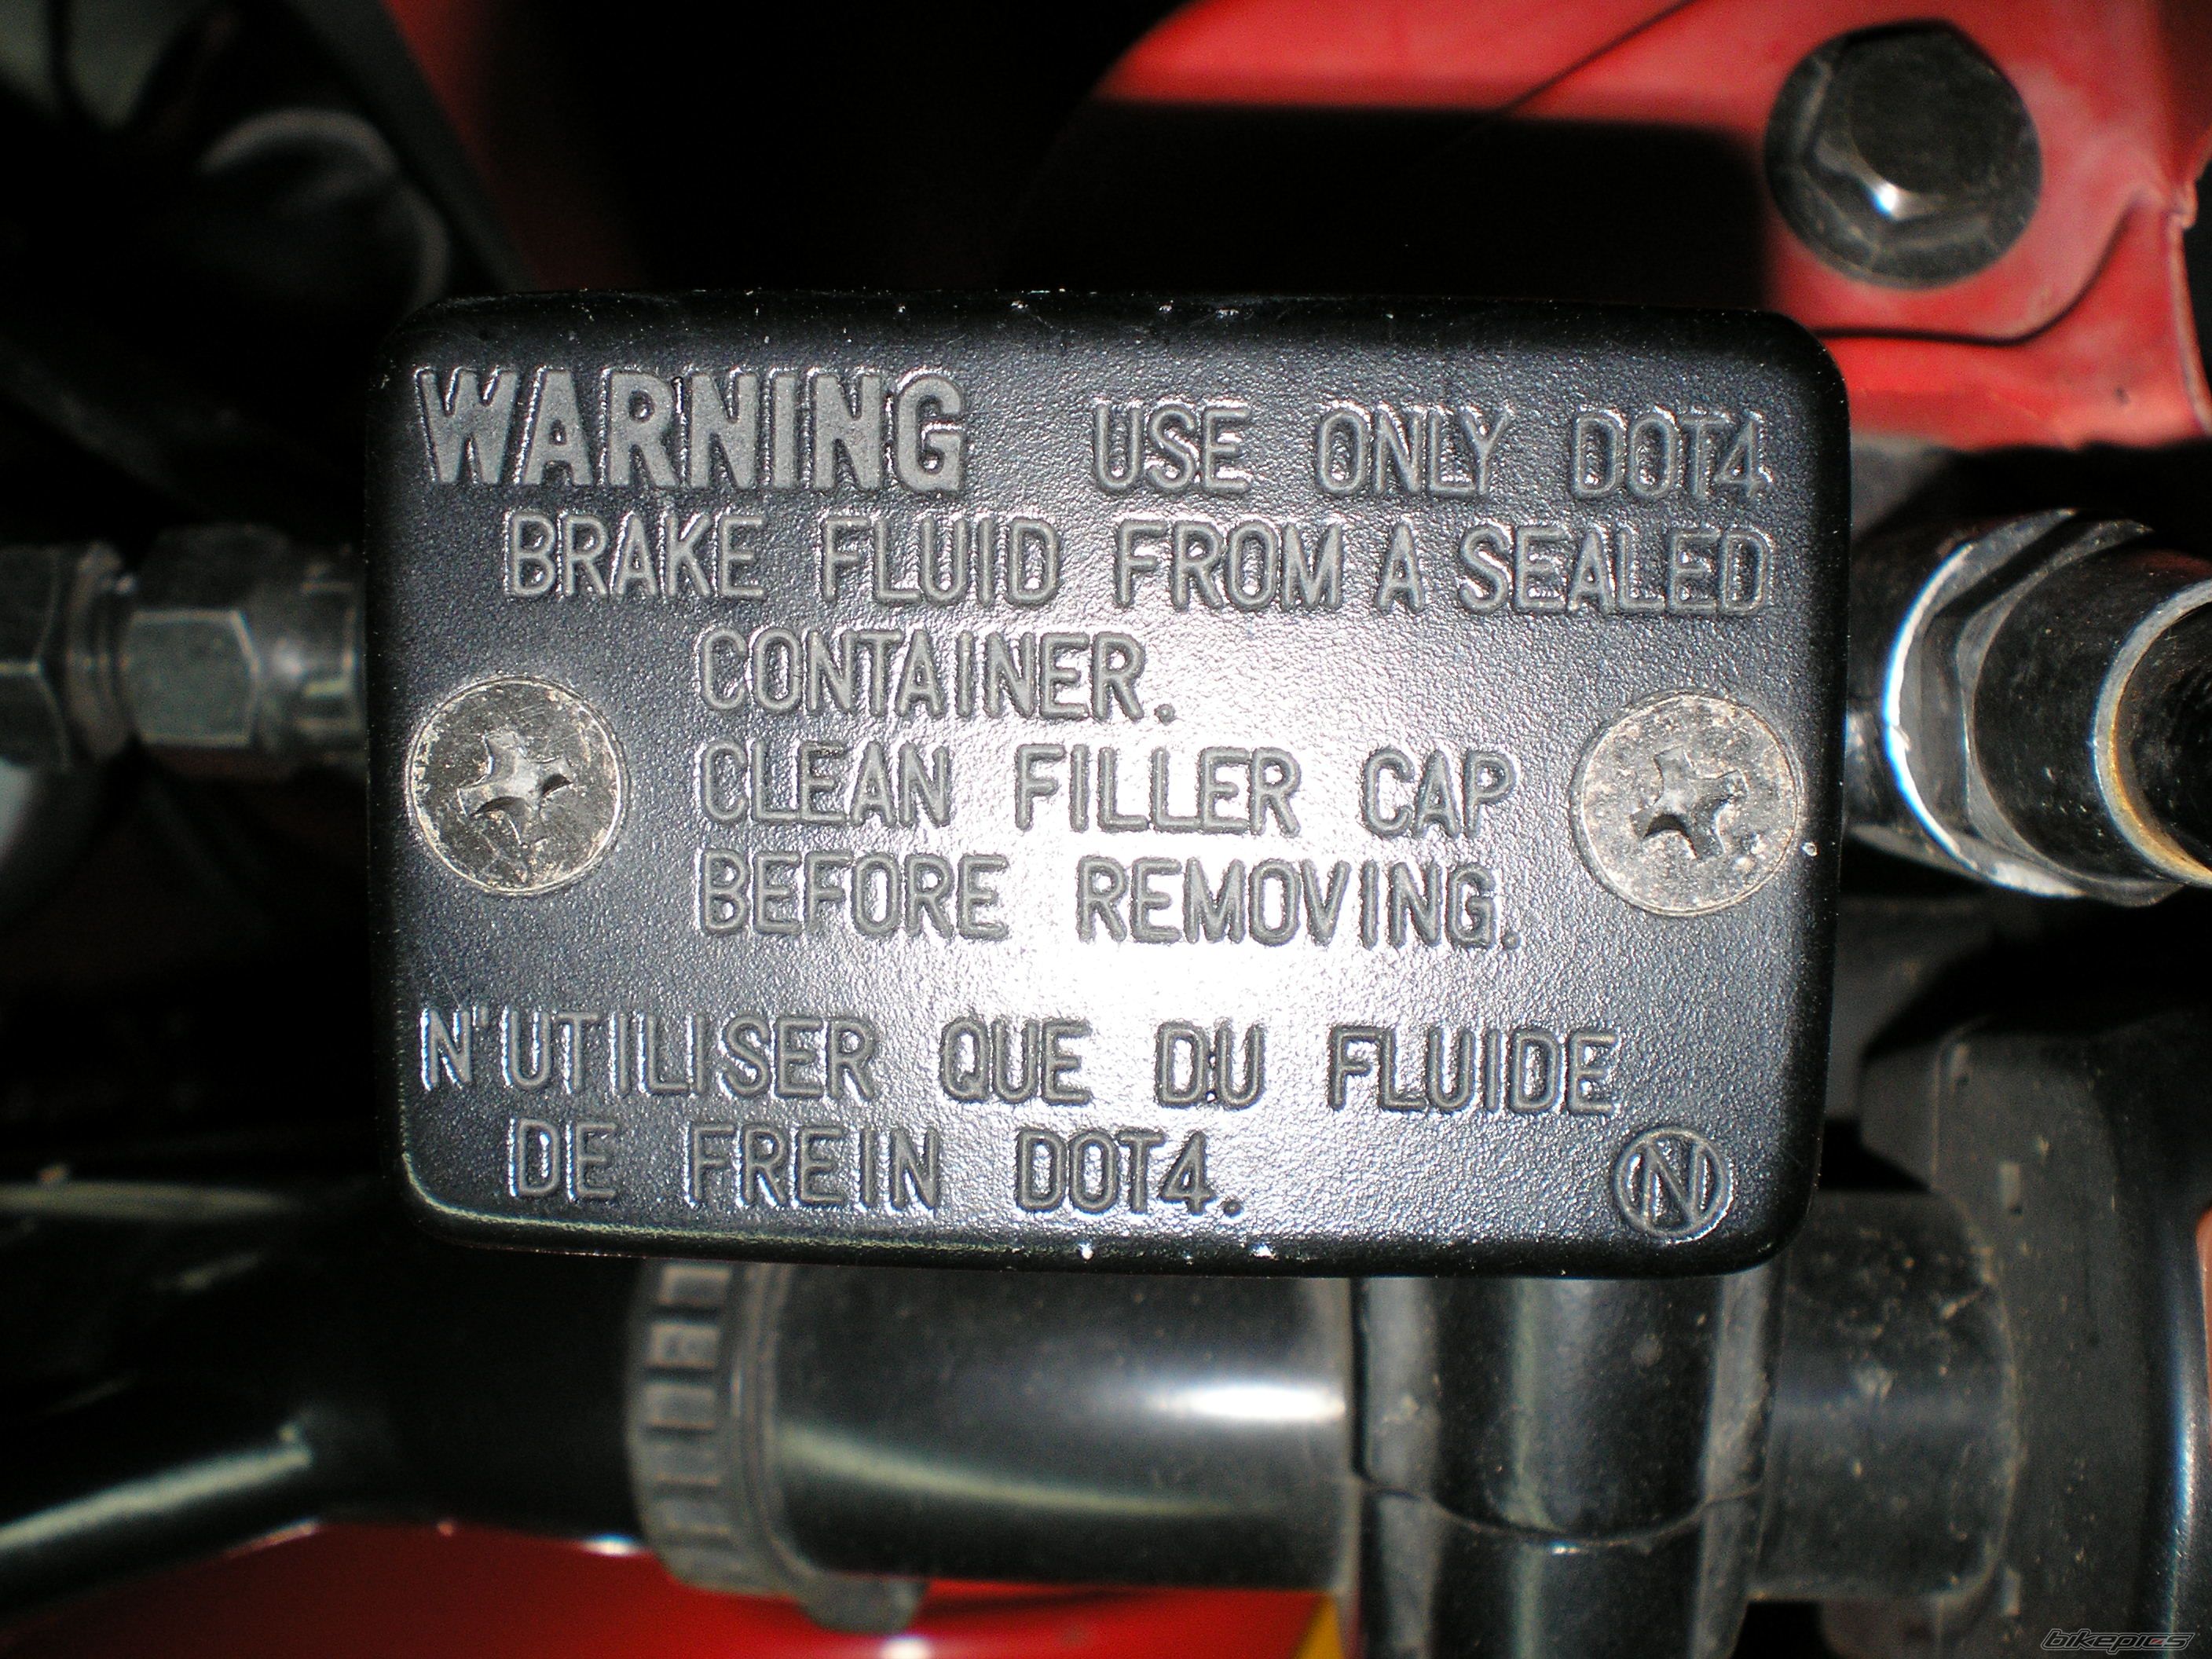 WARNING USE ONLY DOT4
BRAKE FLUID FROM A SEALED
CONTAINER.
CLEAN FILLER CAP
BEFORE REMOVING.
N'UTILISER QUE DU FLUIDE
DE FREIN DOT4.
N
bikepics